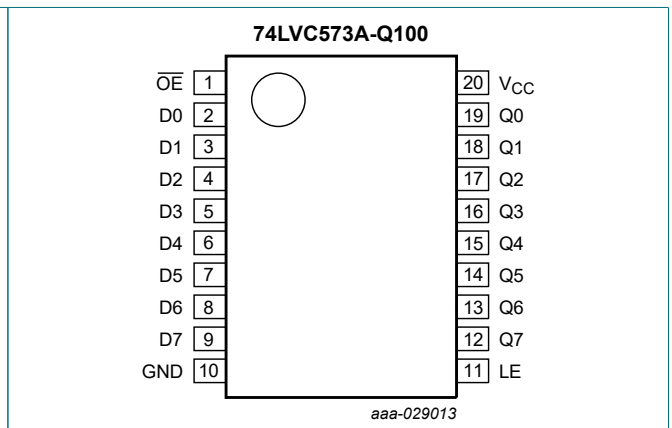 74LVC573A-Q100
OE 1 20 VCC
D0 2 19 Q0
D1 3 18 Q1
D2 4 17 Q2
D3 5 16 Q3
D4 6 15 Q4
D5 7 14 Q5
D6 8 13 Q6
D7 9 12 Q7
GND 10 11 LE
aaa-029013